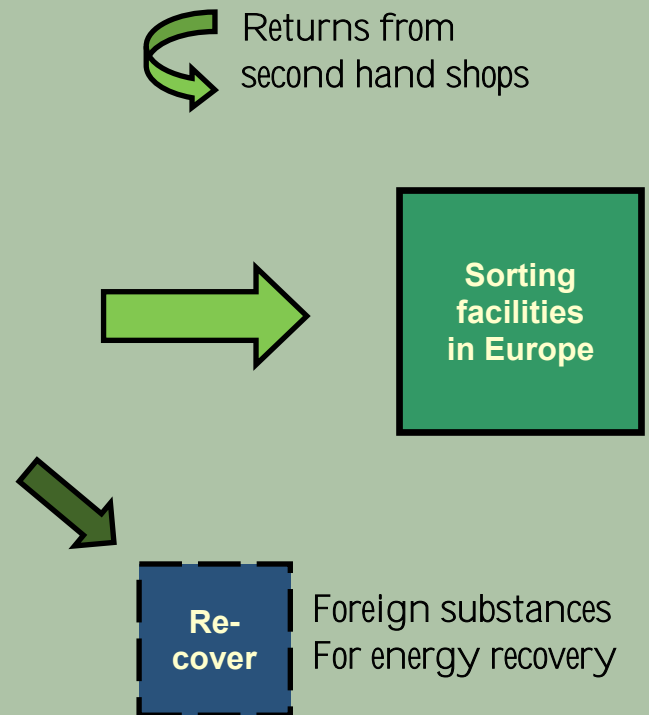 Returns from
second hand shops
Sorting
facilities
in Europe
Re-
cover
Foreign substances
For energy recovery